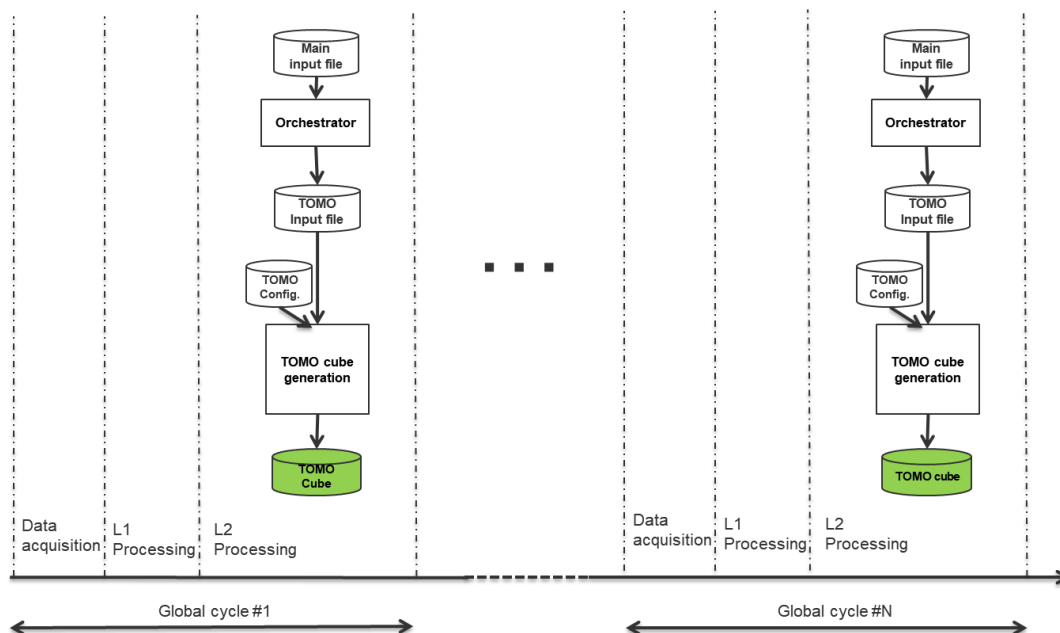 Main
input file
Orchestrator
TOMO
Input file
TOMO
Config.
TOMO cube
generation
TOMO
Cube
Data
acquisition
L1
Processing
L2
Processing
Global cycle #1
. . .
Main
input file
Orchestrator
TOMO
Input file
TOMO
Config.
TOMO cube
generation
TOMO cube
Data
acquisition
L1
Processing
L2
Processing
Global cycle #N